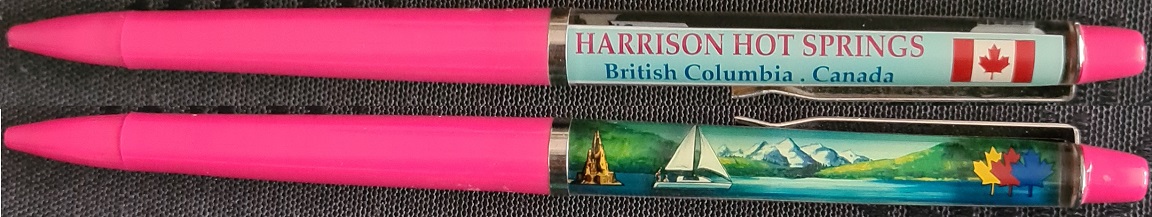 HARRISON HOT SPRINGS
British Columbia . Canada